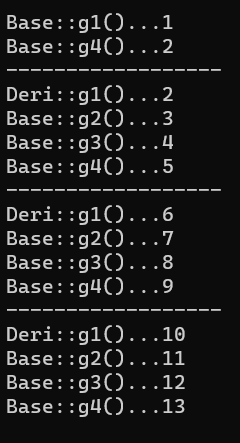 Base::g1()...1
Base::g4()...2
------------------
Deri::g1()...2
Base::g2()...3
Base::g3()...4
Base::g4()...5
------------------
Deri::g1()...6
Base::g2()...7
Base::g3()...8
Base::g4()...9
------------------
Deri::g1()...10
Base::g2()...11
Base::g3()...12
Base::g4()...13